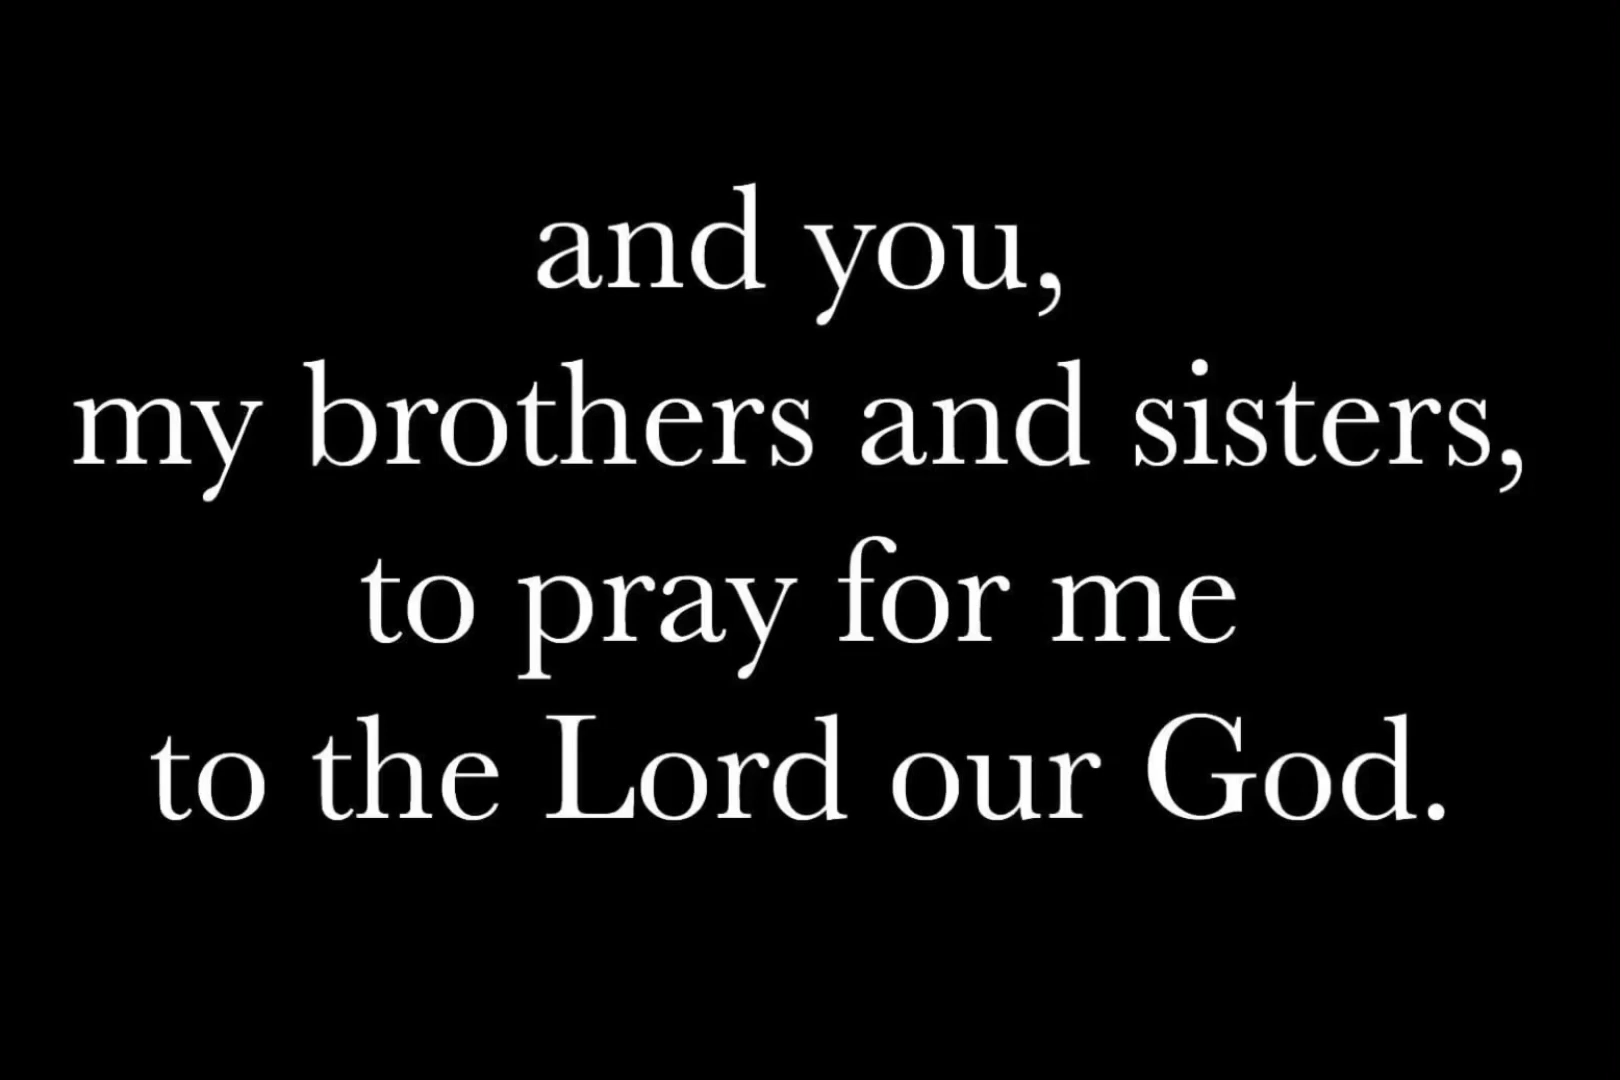 and you,
my brothers and sisters,
to pray for me
to the Lord our God.